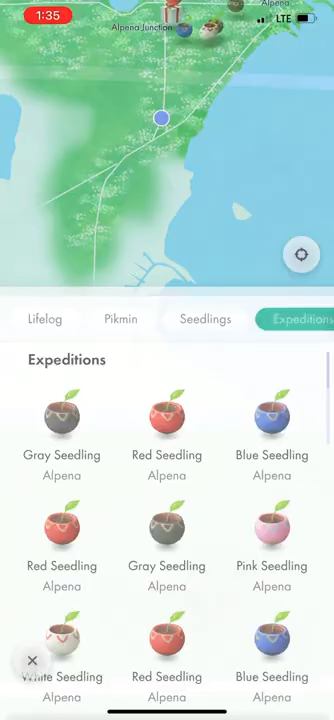 1:35
LTE
Alpena
Alpena Junction
Lifelog
Pikmin
Seedlings
Expeditions
Expeditions
Gray Seedling
Red Seedling
Blue Seedling
Alpena
Alpena
Alpena
Red Seedling
Gray Seedling
Pink Seedling
Alpena
Alpena
Alpena
White Seedling
Red Seedling
Blue Seedling
Alpena
Alpena
Alpena